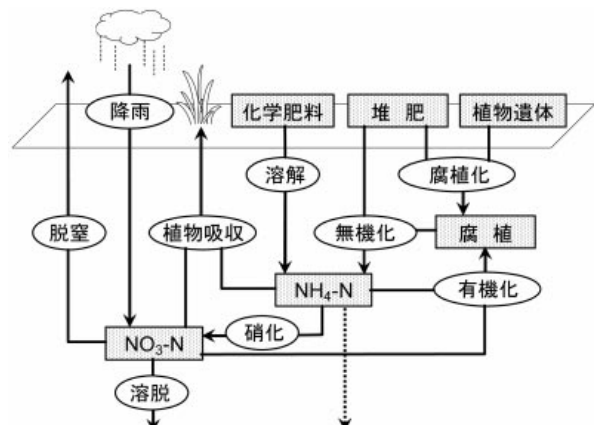 降雨
化学肥料
堆 肥
植物遺体
溶解
腐植化
脱窒
植物吸収
無機化
腐 植
NH₄-N
有機化
硝化
NO₃-N
溶脱